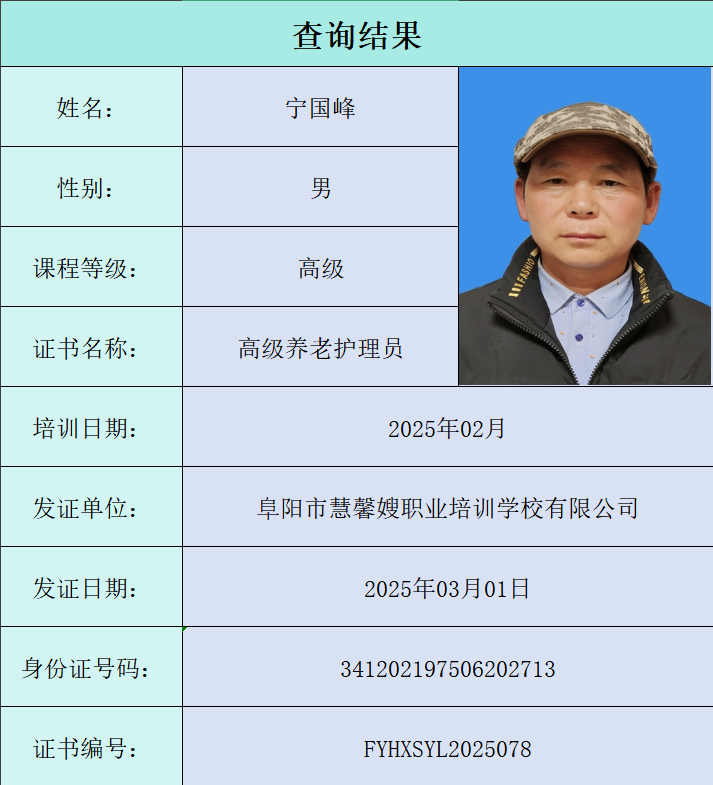 查询结果
姓名： 宁国峰
性别： 男
课程等级： 高级
证书名称： 高级养老护理员
FASHIO
培训日期： 2025年02月
发证单位： 阜阳市慧馨嫂职业培训学校有限公司
发证日期： 2025年03月01日
身份证号码： 341202197506202713
证书编号： FYHXSYL2025078